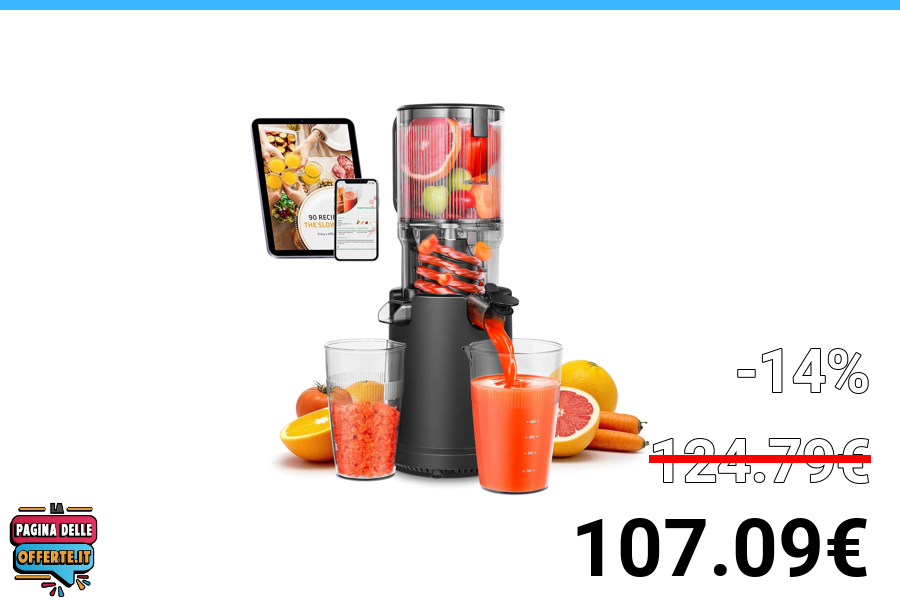 90 RECI
THE SLOW
-14%
124.79€
107.09€
LA
PAGINA DELLE
OFFERTE.IT